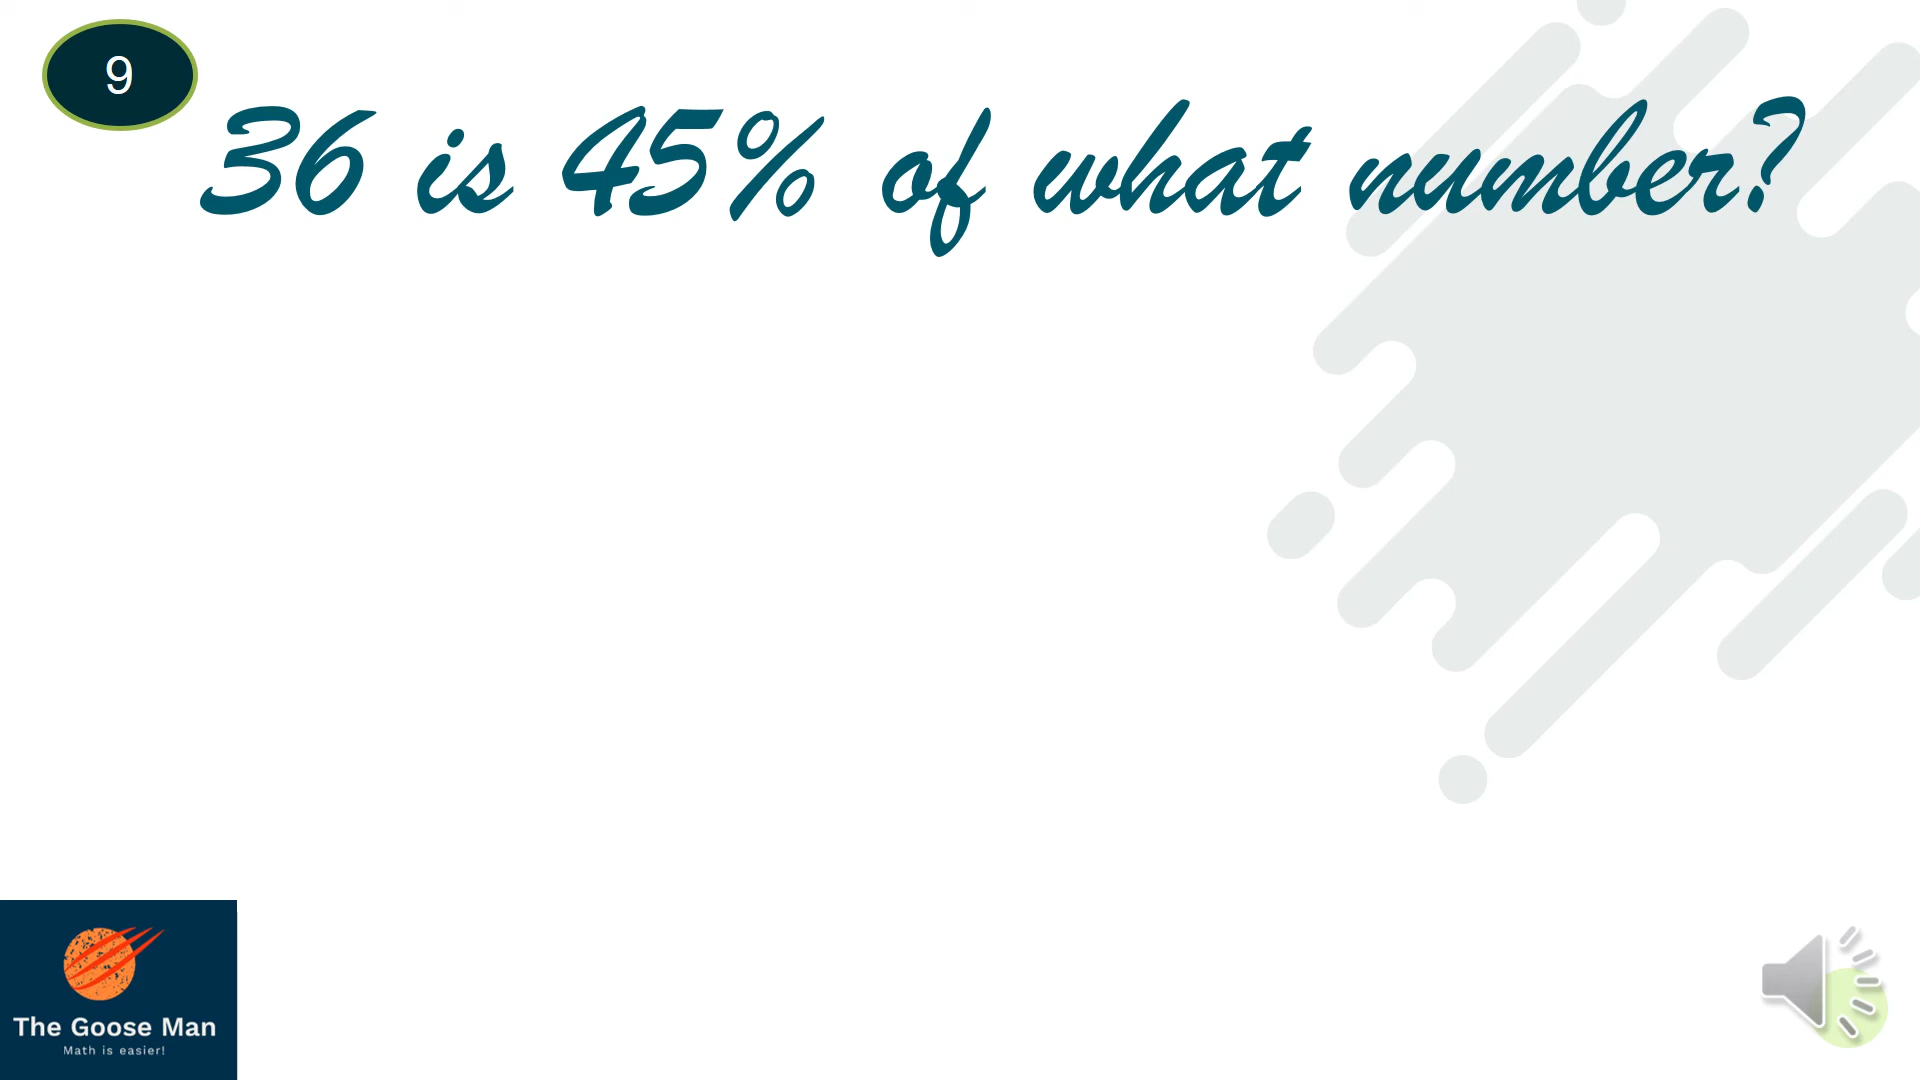 9
36 is 45% of what number?
The Goose Man
Math is easier!